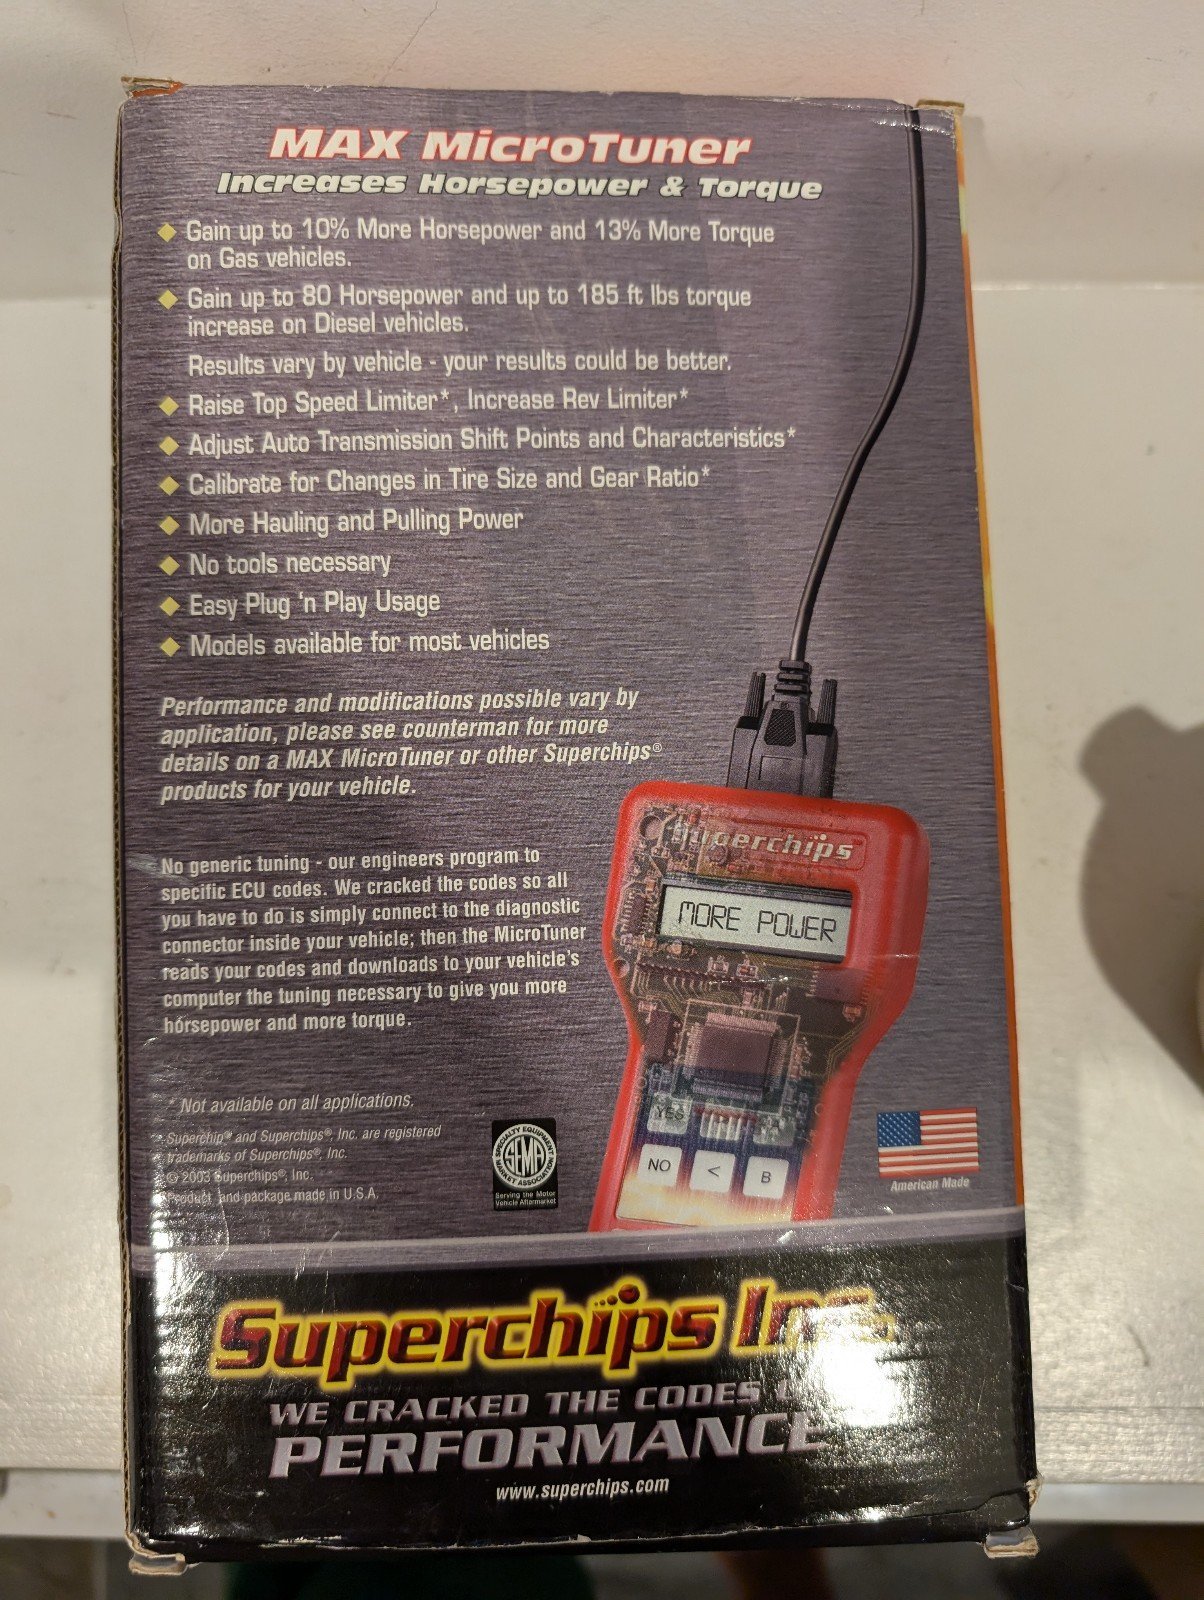 MAX MicroTuner
Increases Horsepower & Torque
Gain up to 10% More Horsepower and 13% More Torque
on Gas vehicles.
Gain up to 80 Horsepower and up to 185 ft lbs torque
increase on Diesel vehicles.
Results vary by vehicle - your results could be better.
Raise Top Speed Limiter*, Increase Rev Limiter*
Adjust Auto Transmission Shift Points and Characteristics*
Calibrate for Changes in Tire Size and Gear Ratio*
More Hauling and Pulling Power
No tools necessary
Easy Plug 'n Play Usage
Models available for most vehicles
Performance and modifications possible vary by
application, please see counterman for more
details on a MAX MicroTuner or other Superchips®
products for your vehicle.
No generic tuning - our engineers program to
specific ECU codes. We cracked the codes so all
you have to do is simply connect to the diagnostic
connector inside your vehicle; then the MicroTuner
reads your codes and downloads to your vehicle's
computer the tuning necessary to give you more
horsepower and more torque.
Superchips
MORE POWER
YES
NO < B
* Not available on all applications.
Superchip® and Superchips®, Inc. are registered
trademarks of Superchips®, Inc.
© 2003 Superchips®, Inc.
Product and package made in U.S.A.
SPECIALTY EQUIPMENT
SEMA
MARKET ASSOCIATION
Serving the Motor
Vehicle Aftermarket
American Made
Superchips Inc.
WE CRACKED THE CODES
PERFORMANCE
www.superchips.com